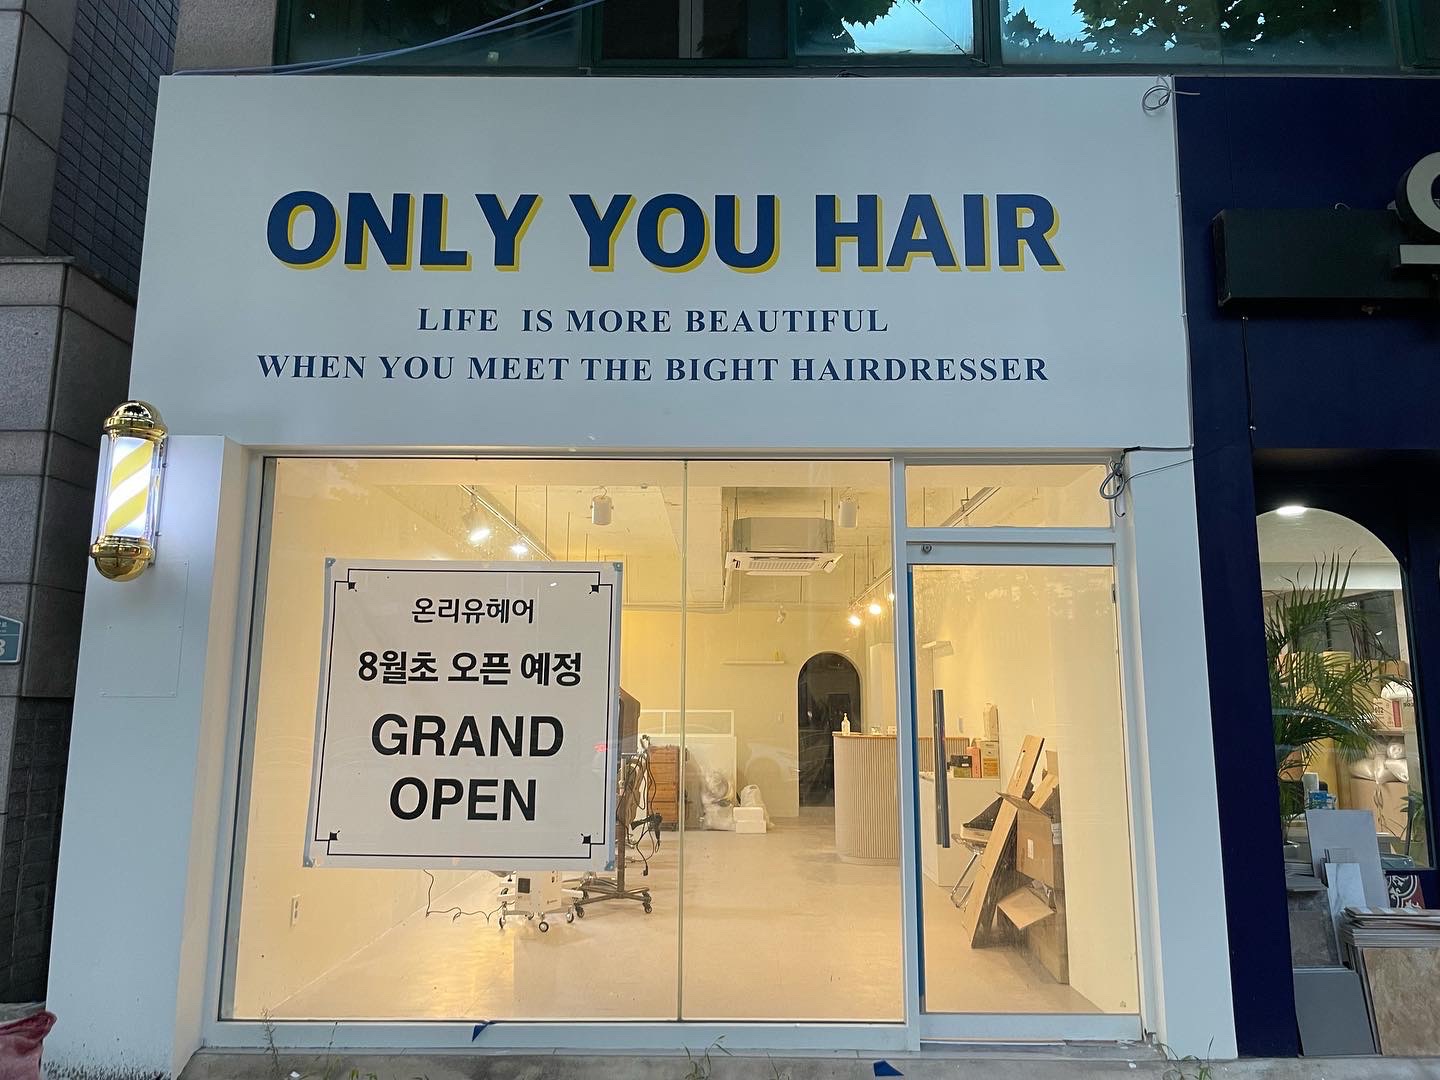 ONLY YOU HAIR
LIFE IS MORE BEAUTIFUL
WHEN YOU MEET THE BIGHT HAIRDRESSER
온리유헤어
8월초 오픈 예정
GRAND
OPEN